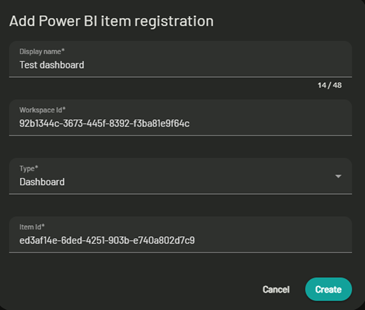 Add Power BI item registration
Display name*
Test dashboard
14 / 48
Workspace Id*
92b1344c-3673-445f-8392-f3ba81e9f64c
Type*
Dashboard
Item Id*
ed3af14e-6ded-4251-903b-e740a802d7c9
Cancel
Create